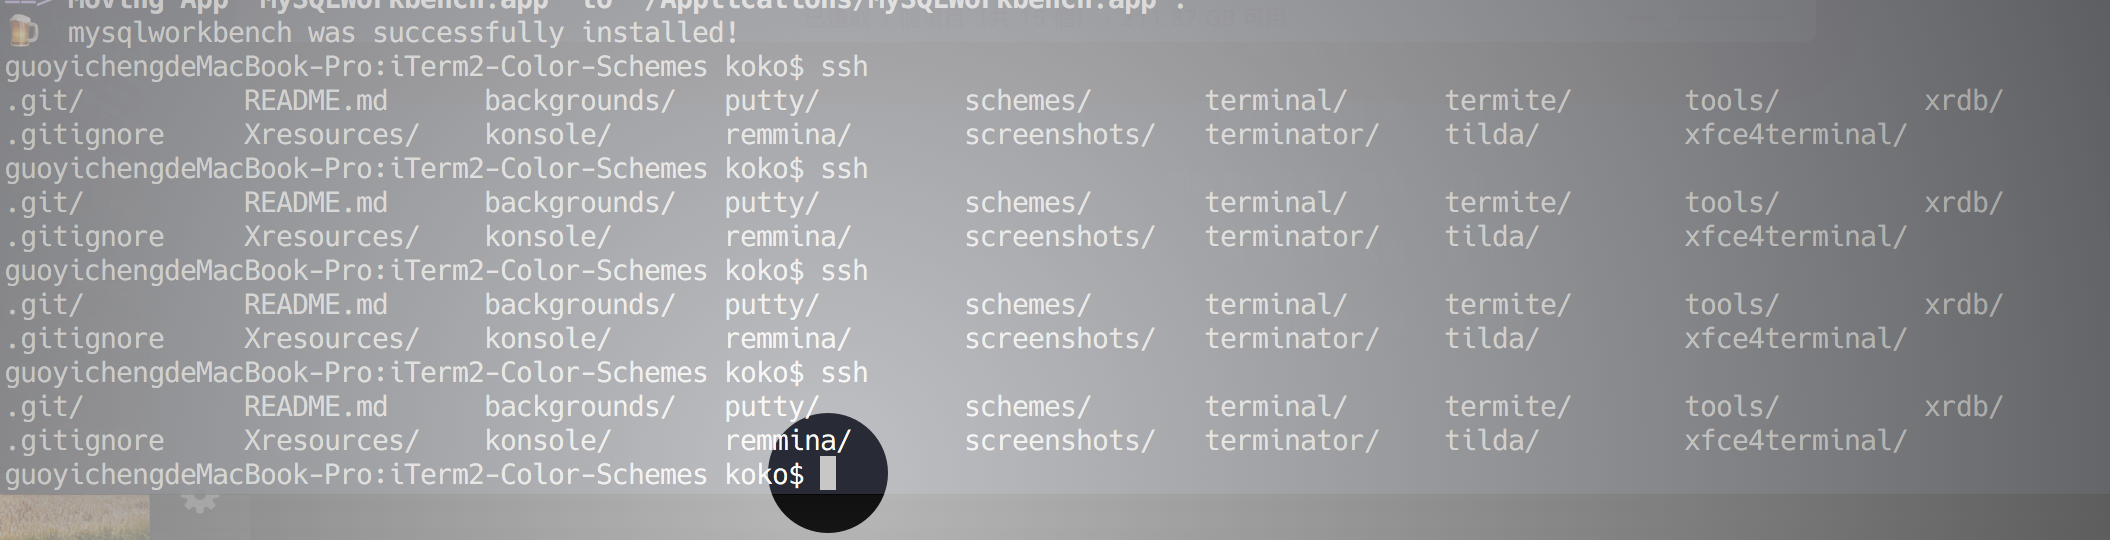 ==> Moving App 'MySQLWorkbench.app' to '/Applications/MySQLWorkbench.app'.
🍺  mysqlworkbench was successfully installed!
guoyichengdeMacBook-Pro:iTerm2-Color-Schemes koko$ ssh
.git/ README.md backgrounds/ putty/ schemes/ terminal/ termite/ tools/ xrdb/
.gitignore Xresources/ konsole/ remmina/ screenshots/ terminator/ tilda/ xfce4terminal/
guoyichengdeMacBook-Pro:iTerm2-Color-Schemes koko$ ssh
.git/ README.md backgrounds/ putty/ schemes/ terminal/ termite/ tools/ xrdb/
.gitignore Xresources/ konsole/ remmina/ screenshots/ terminator/ tilda/ xfce4terminal/
guoyichengdeMacBook-Pro:iTerm2-Color-Schemes koko$ ssh
.git/ README.md backgrounds/ putty/ schemes/ terminal/ termite/ tools/ xrdb/
.gitignore Xresources/ konsole/ remmina/ screenshots/ terminator/ tilda/ xfce4terminal/
guoyichengdeMacBook-Pro:iTerm2-Color-Schemes koko$ ssh
.git/ README.md backgrounds/ putty/ schemes/ terminal/ termite/ tools/ xrdb/
.gitignore Xresources/ konsole/ remmina/ screenshots/ terminator/ tilda/ xfce4terminal/
guoyichengdeMacBook-Pro:iTerm2-Color-Schemes koko$